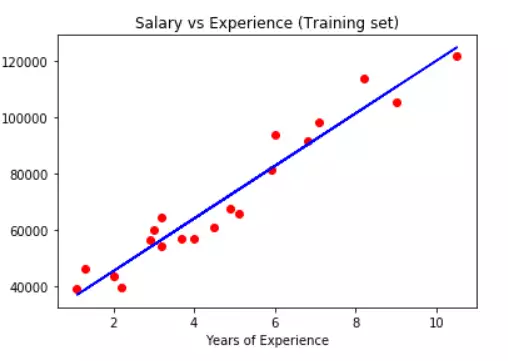 Salary vs Experience (Training set)
120000
100000
80000
60000
40000
2 4 6 8 10
Years of Experience